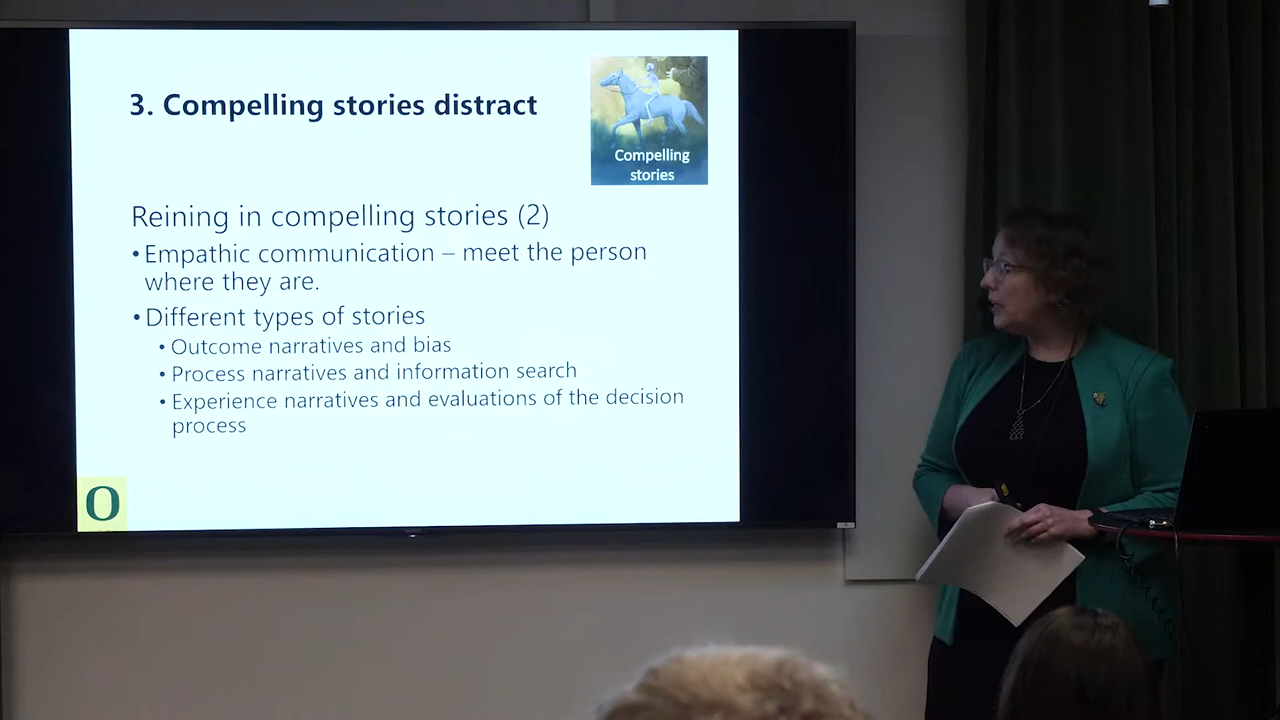 3. Compelling stories distract
Compelling
stories
Reining in compelling stories (2)
•Empathic communication – meet the person
where they are.
•Different types of stories
• Outcome narratives and bias
• Process narratives and information search
• Experience narratives and evaluations of the decision
process
O